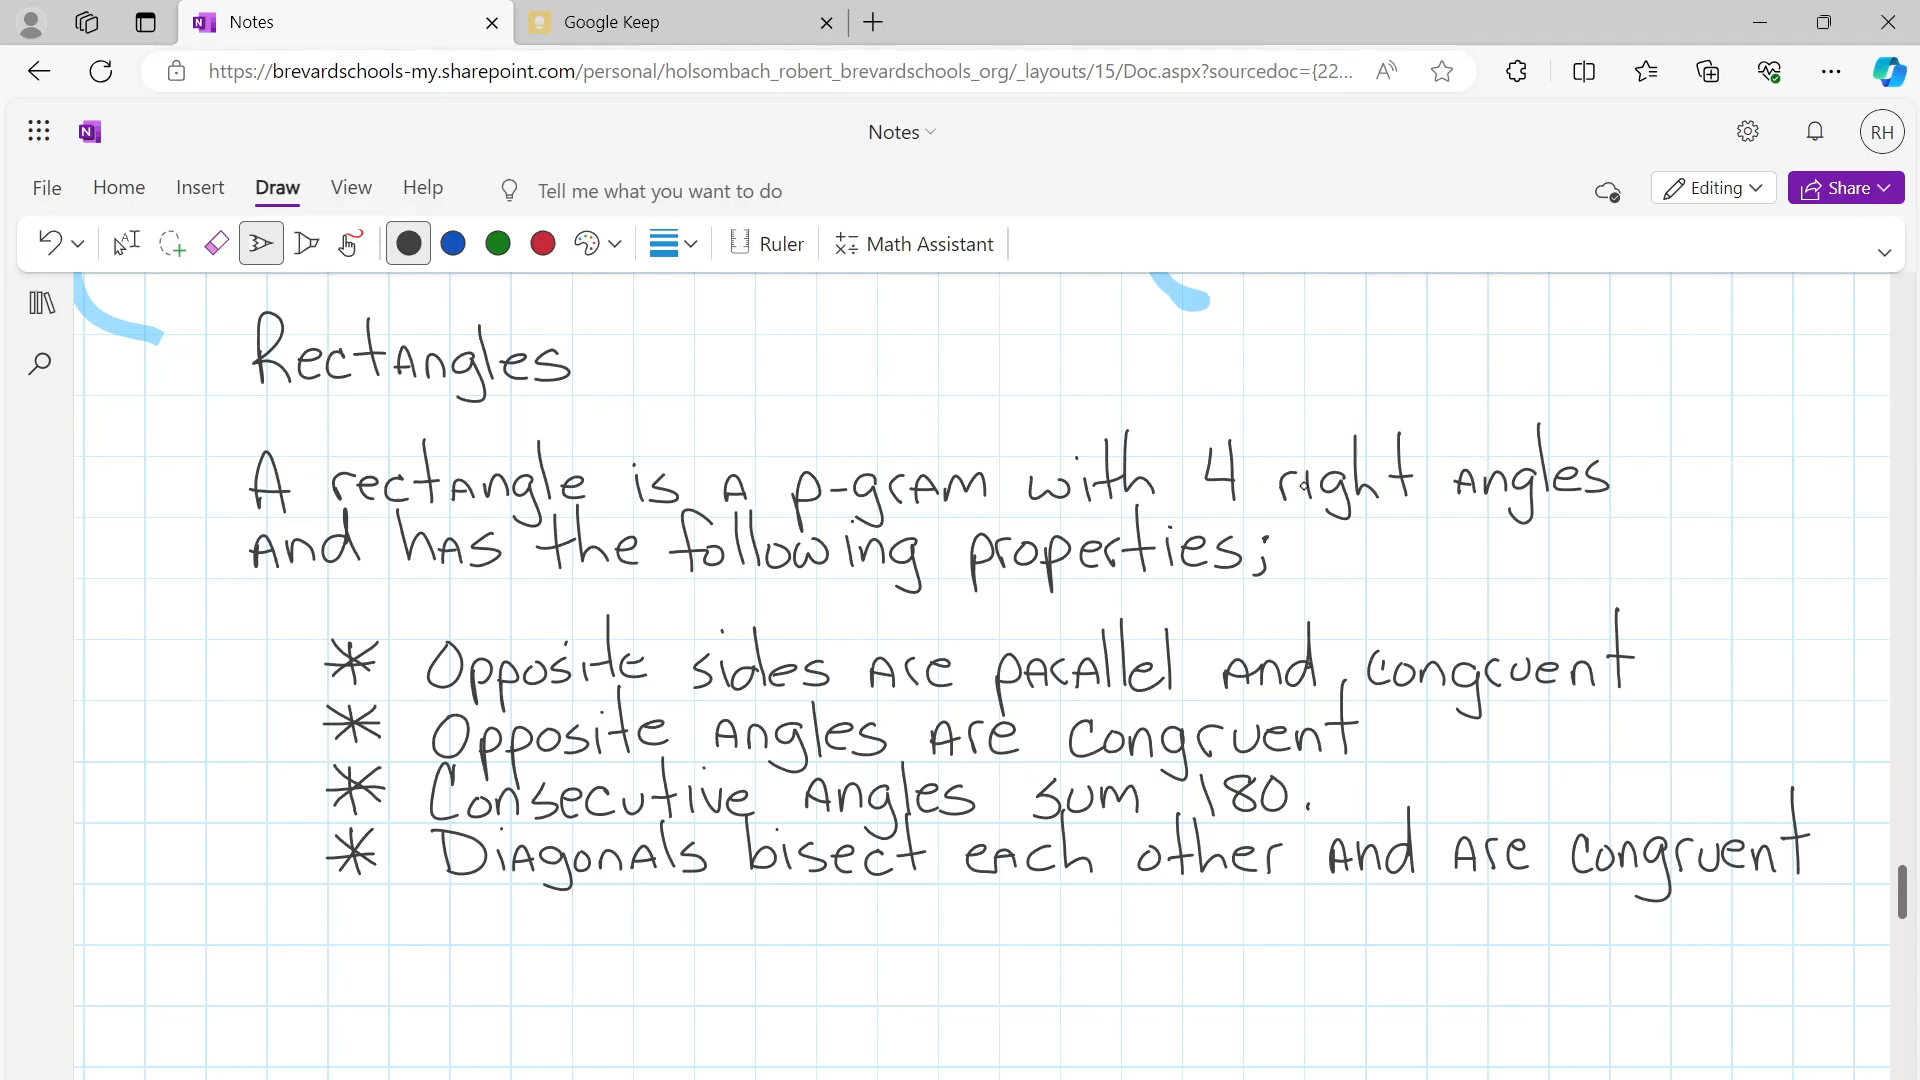 Notes
Google Keep
https://brevardschools-my.sharepoint.com/personal/holsombach_robert_brevardschools_org/_layouts/15/Doc.aspx?sourcedoc={22...
Notes
RH
File Home Insert Draw View Help Tell me what you want to do Editing Share
Ruler Math Assistant
Rectangles
A rectangle is a p-gram with 4 right angles
and has the following properties;
* Opposite sides are parallel and congruent
* Opposite angles are congruent
* Consecutive angles sum 180.
* Diagonals bisect each other and are congruent